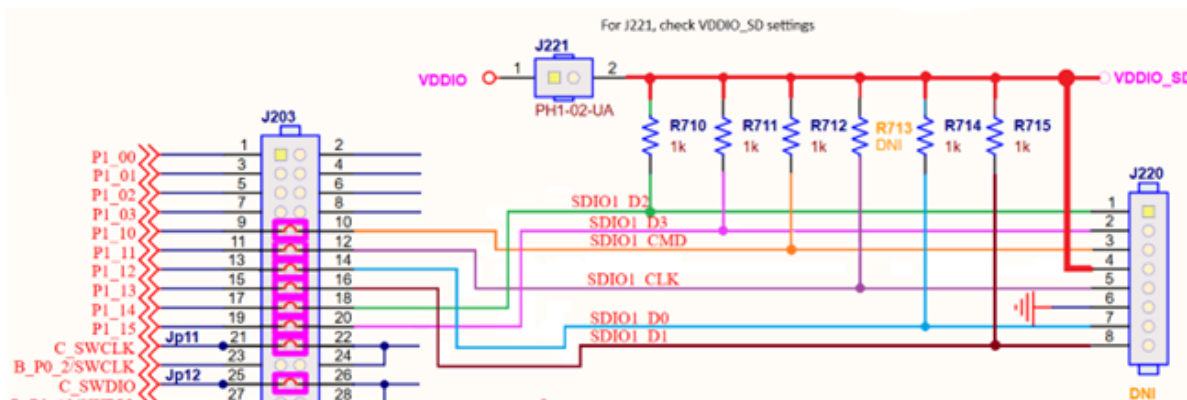 For J221, check VDDIO_SD settings
J221
VDDIO 1 2 VDDIO_SD
PH1-02-UA
J203
R710 R711 R712 R713 R714 R715
1k 1k 1k DNI 1k 1k
J220
P1_00 1 2
P1_01 3 4
P1_02 5 6
P1_03 7 8
P1_10 9 10
P1_11 11 12
P1_12 13 14
P1_13 15 16
P1_14 17 18
P1_15 19 20
C_SWCLK Jp11 21 22
B_P0_2/SWCLK 23 24
C_SWDIO Jp12 25 26
27 28
SDIO1_D2 1
SDIO1_D3 2
SDIO1_CMD 3
4
SDIO1_CLK 5
6
SDIO1_D0 7
SDIO1_D1 8
DNI